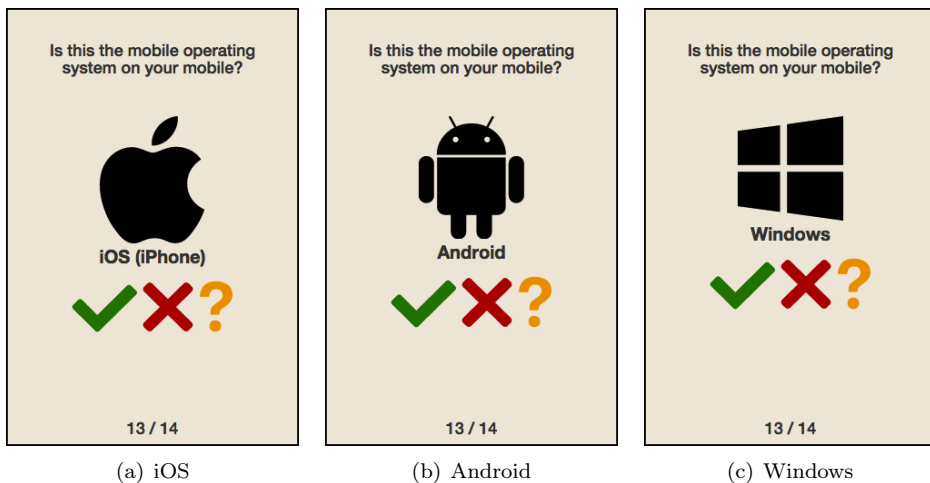 Is this the mobile operating
system on your mobile?
iOS (iPhone)
?
13 / 14
(a) iOS
Is this the mobile operating
system on your mobile?
Android
?
13 / 14
(b) Android
Is this the mobile operating
system on your mobile?
Windows
?
13 / 14
(c) Windows